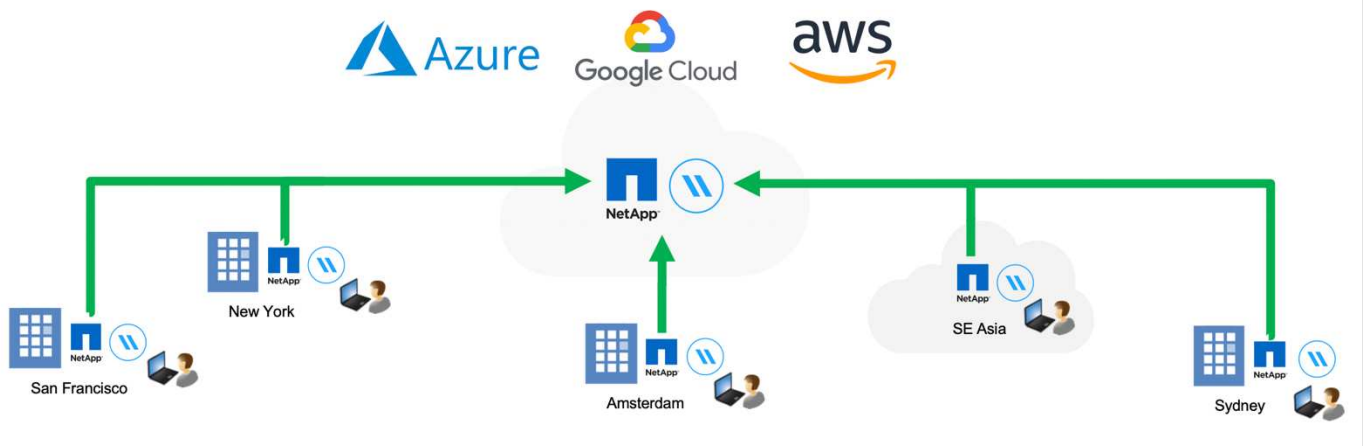 Azure
Google Cloud
aws
NetApp
NetApp
New York
NetApp
San Francisco
NetApp
Amsterdam
NetApp
SE Asia
NetApp
Sydney